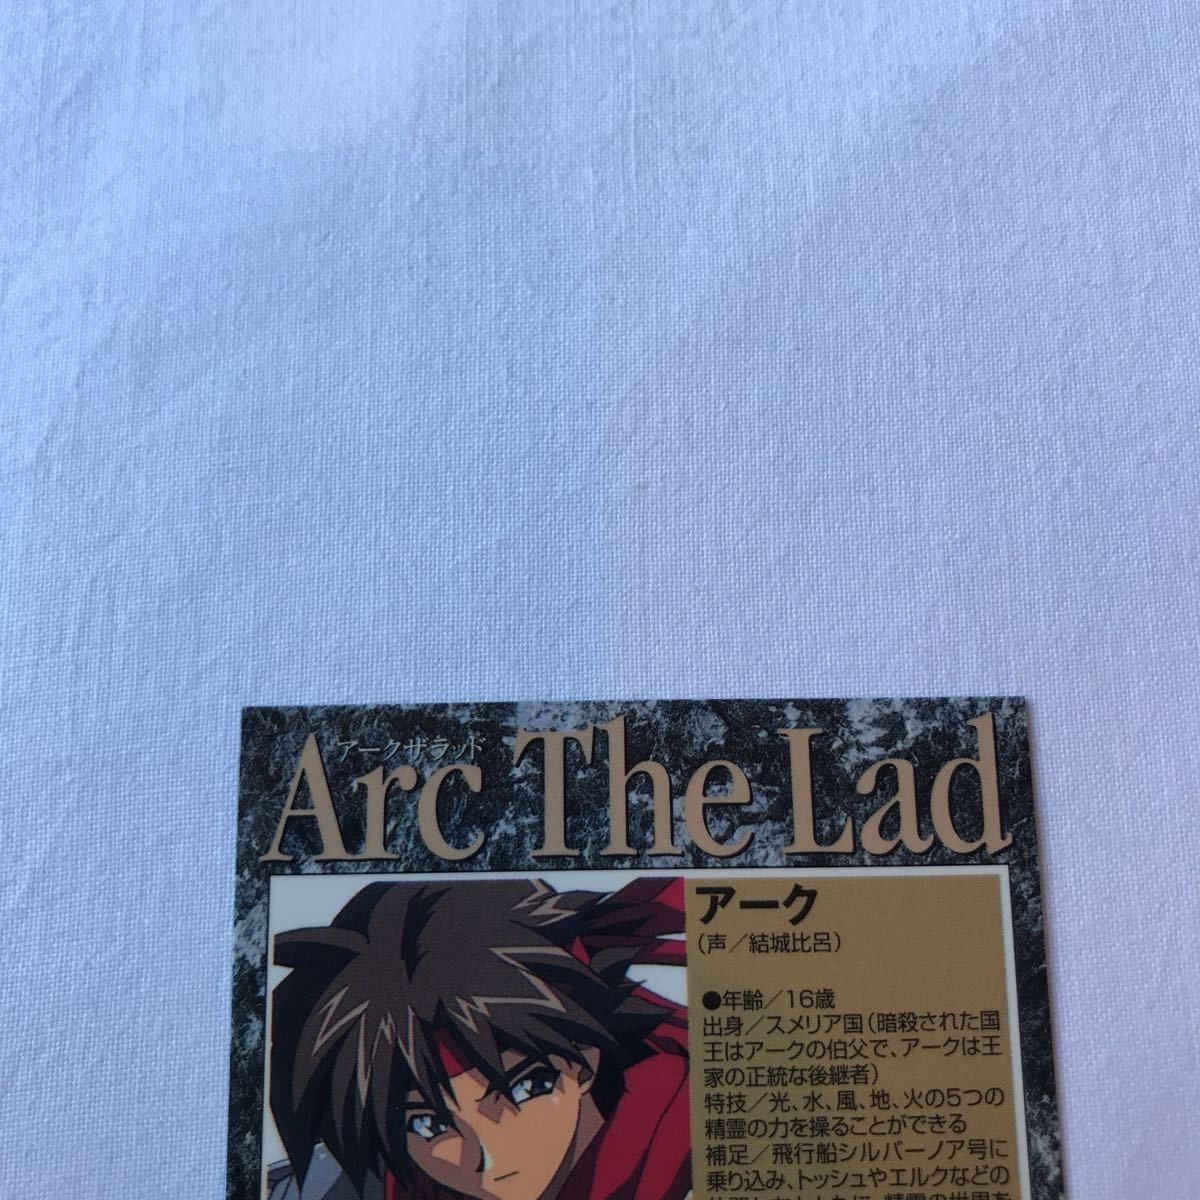 Arc The Lad
アークザラッド
アーク
(声／結城比呂)
●年齢／16歳
出身／スメリア国(暗殺された国
王はアークの伯父で、アークは王
家の正統な後継者)
特技／光、水、風、地、火の5つの
精霊の力を操ることができる
補足／飛行船シルバーノア号に
乗り込み、トッシュやエルクなどの